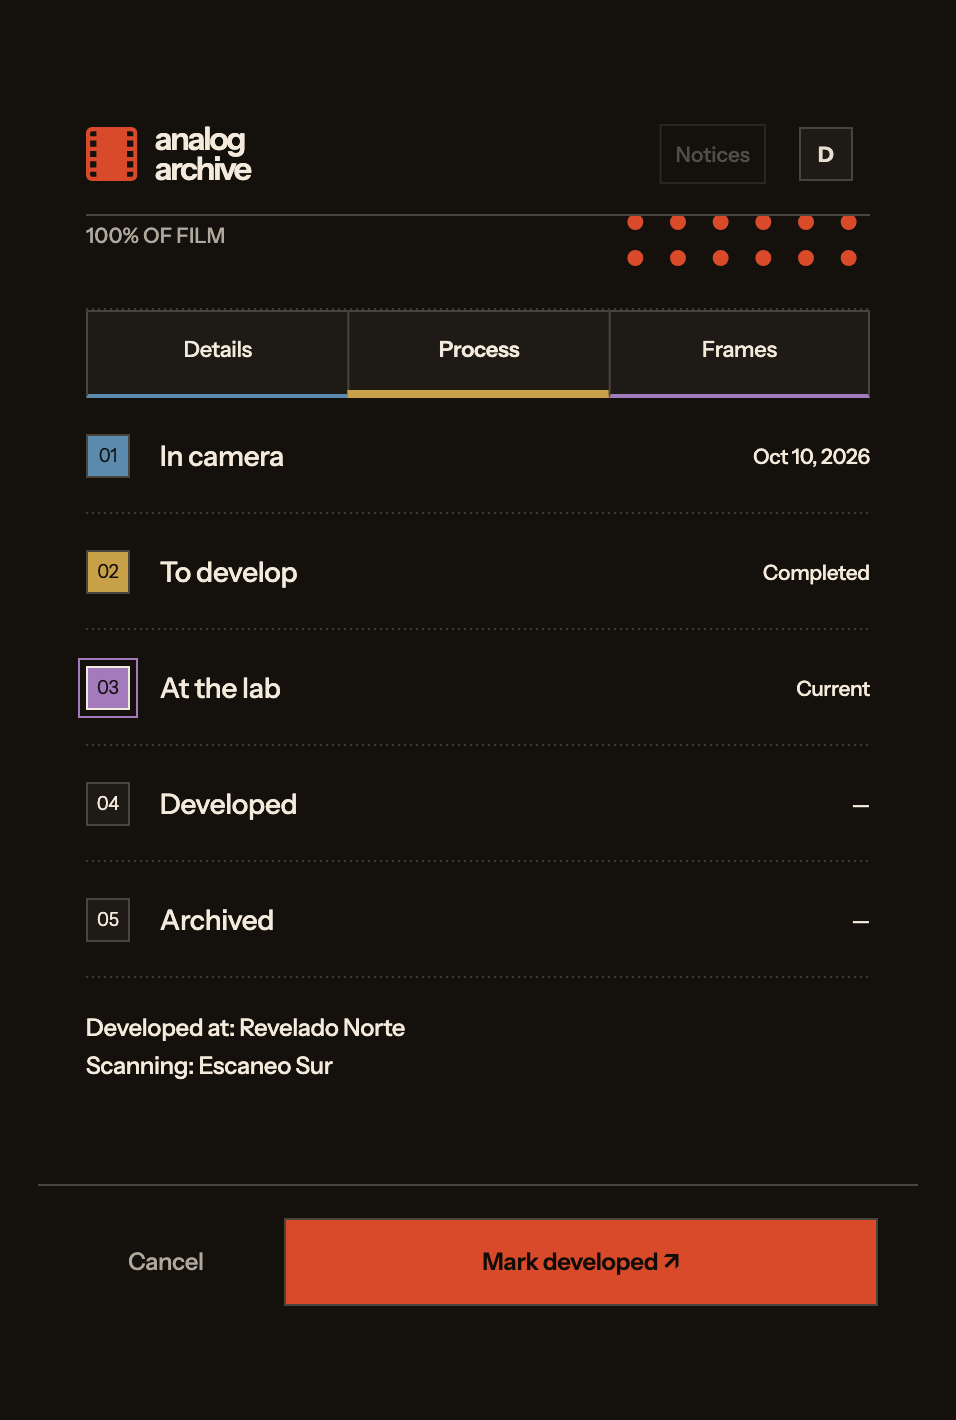 analog
archive
Notices
D
100% OF FILM
Details
Process
Frames
01
In camera
Oct 10, 2026
02
To develop
Completed
03
At the lab
Current
04
Developed
—
05
Archived
—
Developed at: Revelado Norte
Scanning: Escaneo Sur
Cancel
Mark developed ↗